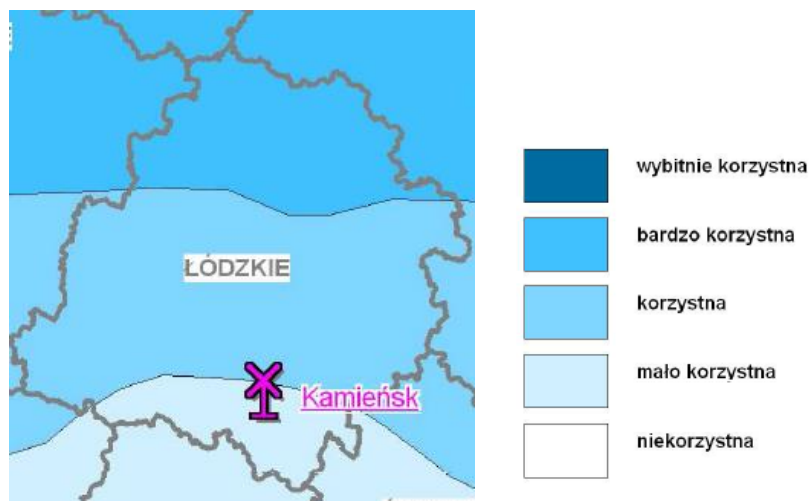 ŁÓDZKIE
Kamieńsk
wybitnie korzystna
bardzo korzystna
korzystna
mało korzystna
niekorzystna